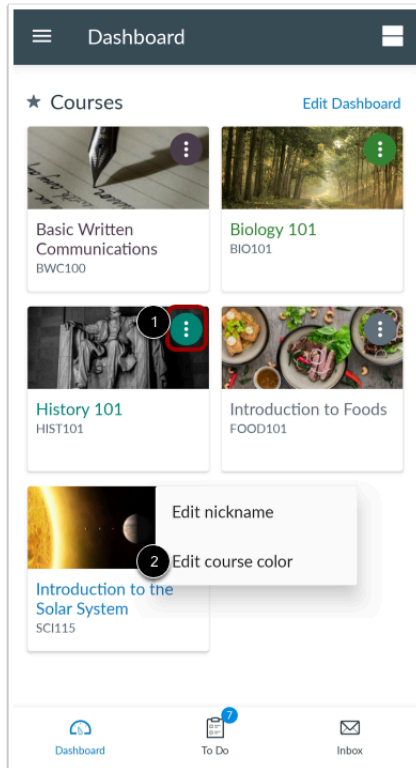 Dashboard
★ Courses
Edit Dashboard
Basic Written
Communications
BWC100
Biology 101
BIO101
1
History 101
HIST101
Introduction to Foods
FOOD101
Edit nickname
2 Edit course color
Introduction to the
Solar System
SCI115
7
Dashboard
To Do
Inbox